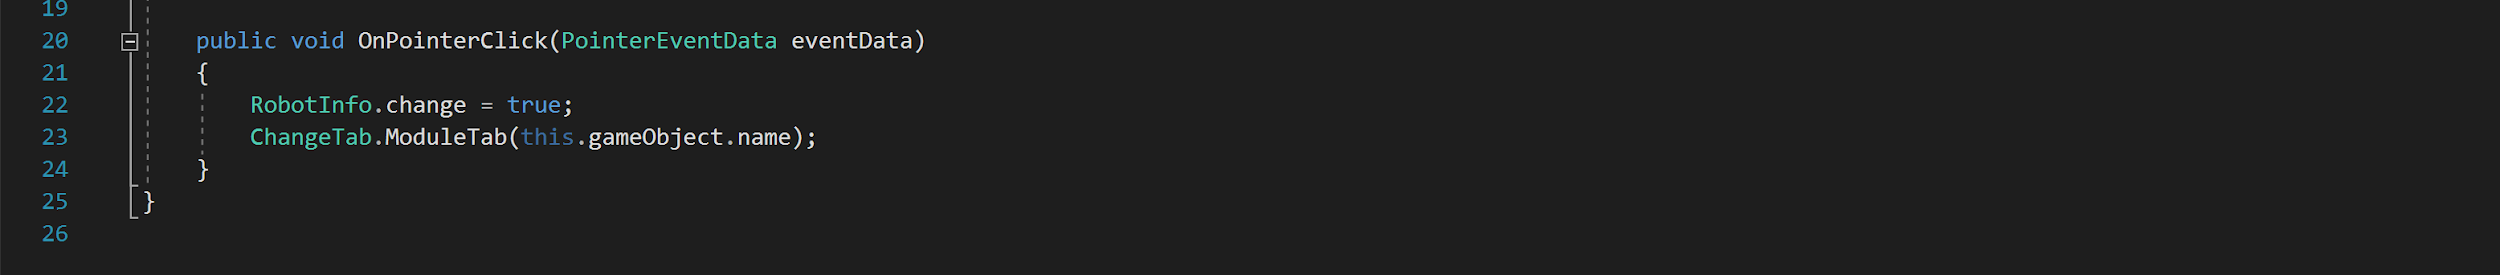 19
20 public void OnPointerClick(PointerEventData eventData)
21 {
22 RobotInfo.change = true;
23 ChangeTab.ModuleTab(this.gameObject.name);
24 }
25 }
26